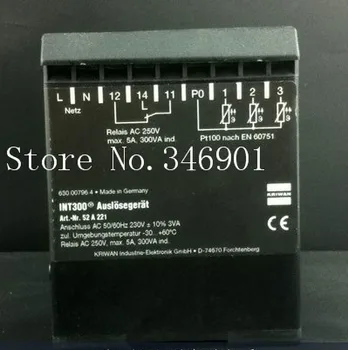 L N 12 14 11 P0 1 2 3
Netz
Relais AC 250V
max. 5A, 300VA ind.
Pt100 nach EN 60751
Store No.:346901
630 00796 4 • Made in Germany
KRIWAN
INT300® Auslösegerät
Art.-Nr. 52 A 221
Anschluss AC 50/60Hz 230V ± 10% 3VA
zul. Umgebungstemperatur -30...+60°C
Relais AC 250V, max. 5A, 300VA ind.
CE
KRIWAN Industrie-Elektronik GmbH • D-74670 Forchtenberg